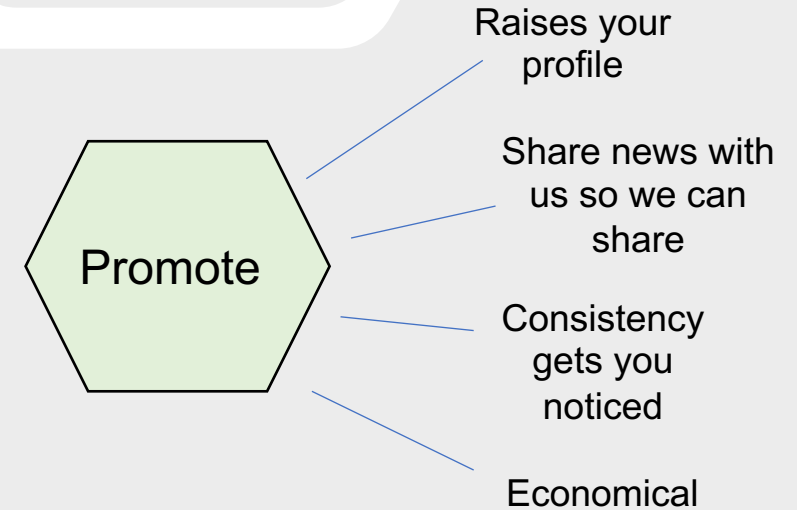 Raises your
profile
Share news with
us so we can
share
Promote
Consistency
gets you
noticed
Economical